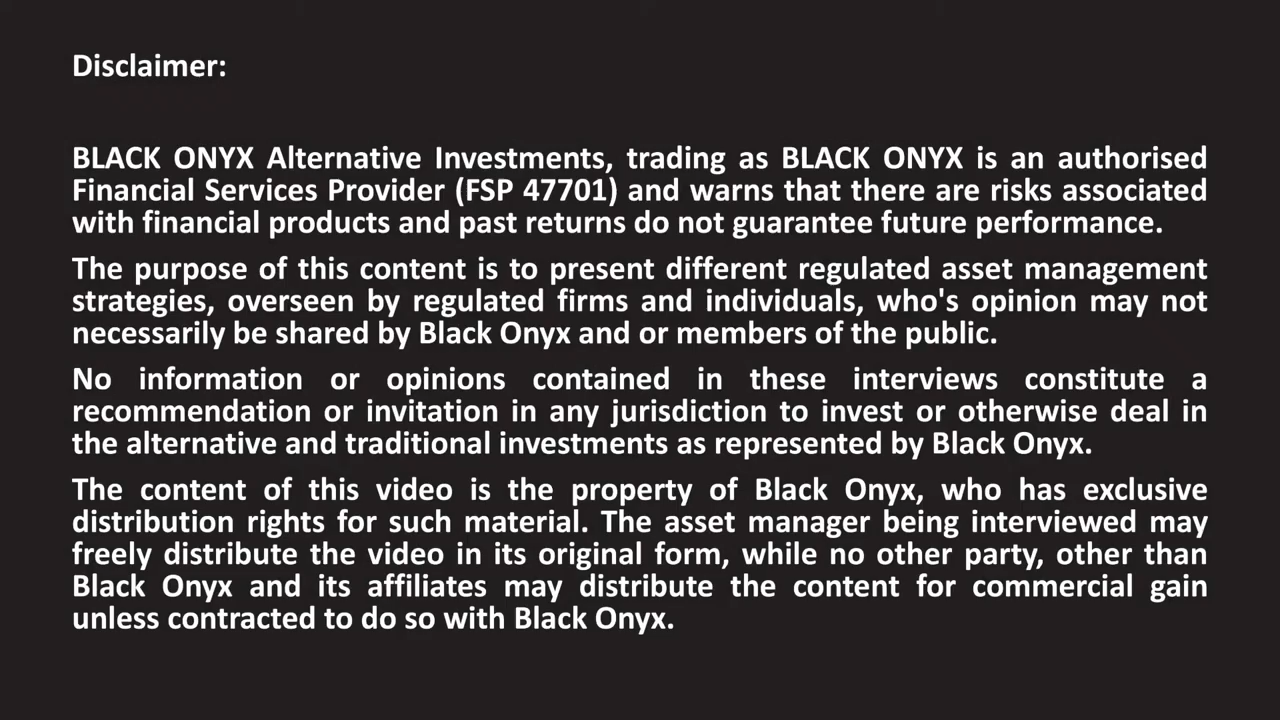 Disclaimer:
BLACK ONYX Alternative Investments, trading as BLACK ONYX is an authorised
Financial Services Provider (FSP 47701) and warns that there are risks associated
with financial products and past returns do not guarantee future performance.
The purpose of this content is to present different regulated asset management
strategies, overseen by regulated firms and individuals, who's opinion may not
necessarily be shared by Black Onyx and or members of the public.
No information or opinions contained in these interviews constitute a
recommendation or invitation in any jurisdiction to invest or otherwise deal in
the alternative and traditional investments as represented by Black Onyx.
The content of this video is the property of Black Onyx, who has exclusive
distribution rights for such material. The asset manager being interviewed may
freely distribute the video in its original form, while no other party, other than
Black Onyx and its affiliates may distribute the content for commercial gain
unless contracted to do so with Black Onyx.